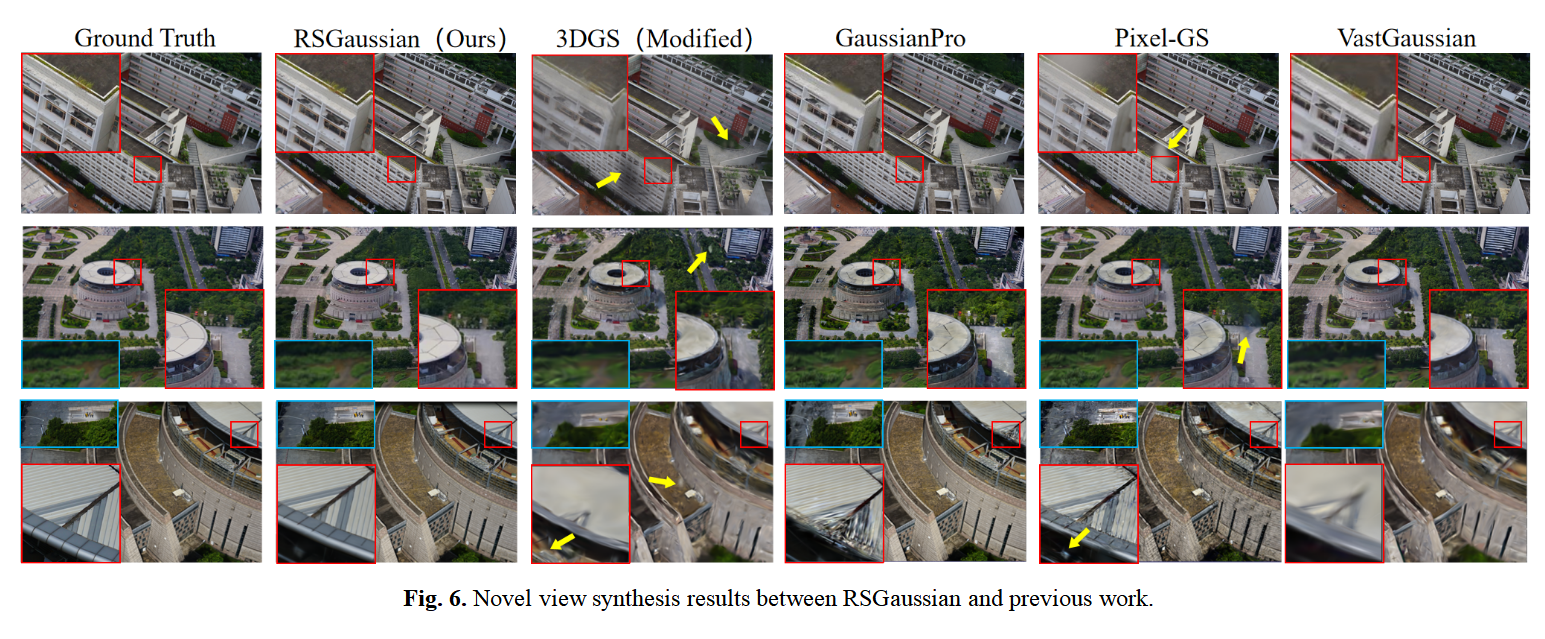 Ground Truth
RSGaussian（Ours）
3DGS（Modified）
GaussianPro
Pixel-GS
VastGaussian
Fig. 6. Novel view synthesis results between RSGaussian and previous work.